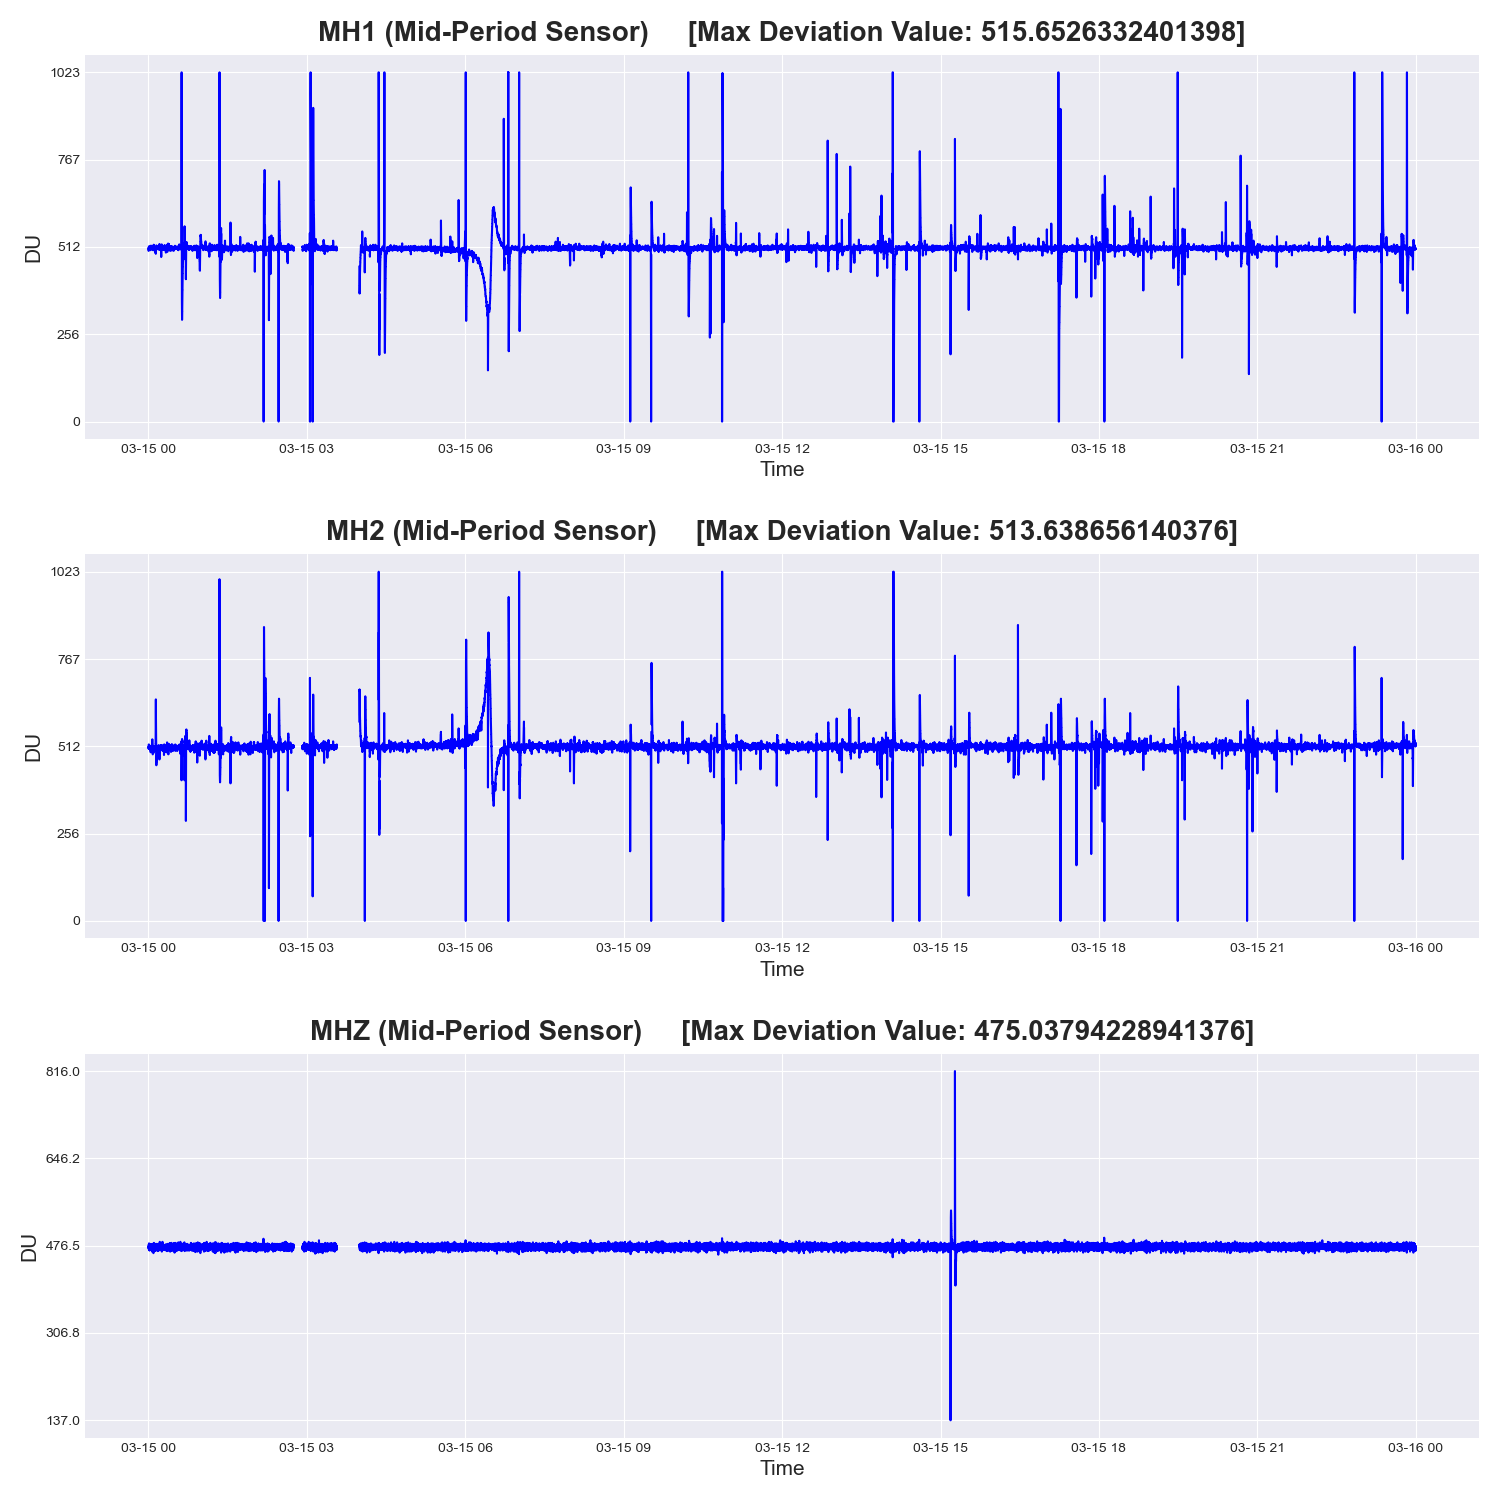 MH1 (Mid-Period Sensor) [Max Deviation Value: 515.6526332401398]
1023
767
512
256
0
DU
03-15 00 03-15 03 03-15 06 03-15 09 03-15 12 03-15 15 03-15 18 03-15 21 03-16 00
Time
MH2 (Mid-Period Sensor) [Max Deviation Value: 513.638656140376]
1023
767
512
256
0
DU
03-15 00 03-15 03 03-15 06 03-15 09 03-15 12 03-15 15 03-15 18 03-15 21 03-16 00
Time
MHZ (Mid-Period Sensor) [Max Deviation Value: 475.03794228941376]
816.0
646.2
476.5
306.8
137.0
DU
03-15 00 03-15 03 03-15 06 03-15 09 03-15 12 03-15 15 03-15 18 03-15 21 03-16 00
Time